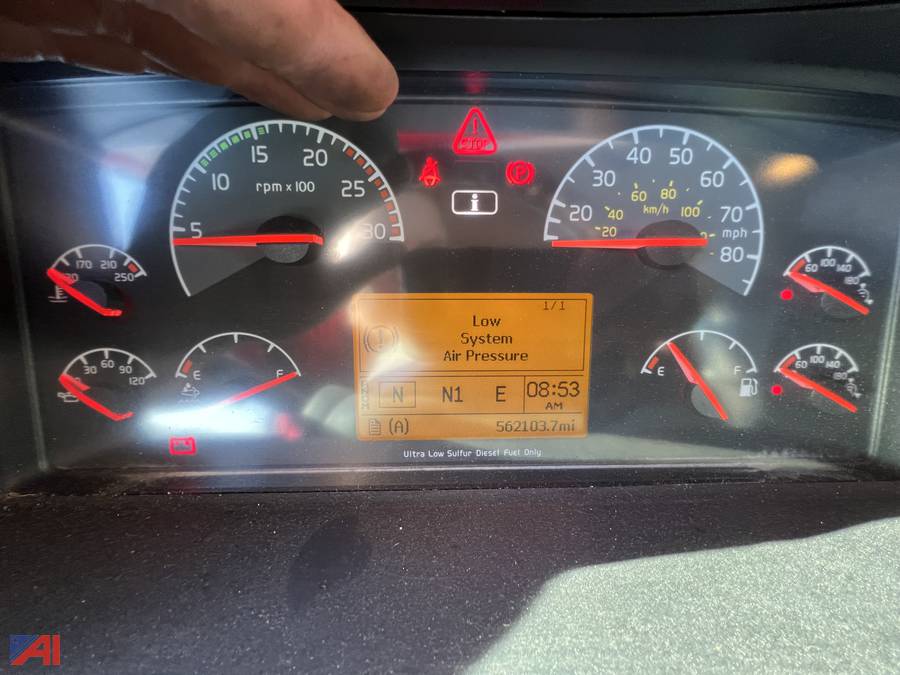 5 10 15 20 25 30
rpm x 100
STOP
P
i
20 30 40 50 60 70 80
mph
20 40 60 80 100
km/h
170 210 250
30 60 90 120
E F
60 100 140 180
E F
60 100 140 180
1/1
Low
System
Air Pressure
N N1 E 08:53
AM
(A) 562103.7mi
Ultra Low Sulfur Diesel Fuel Only
AI